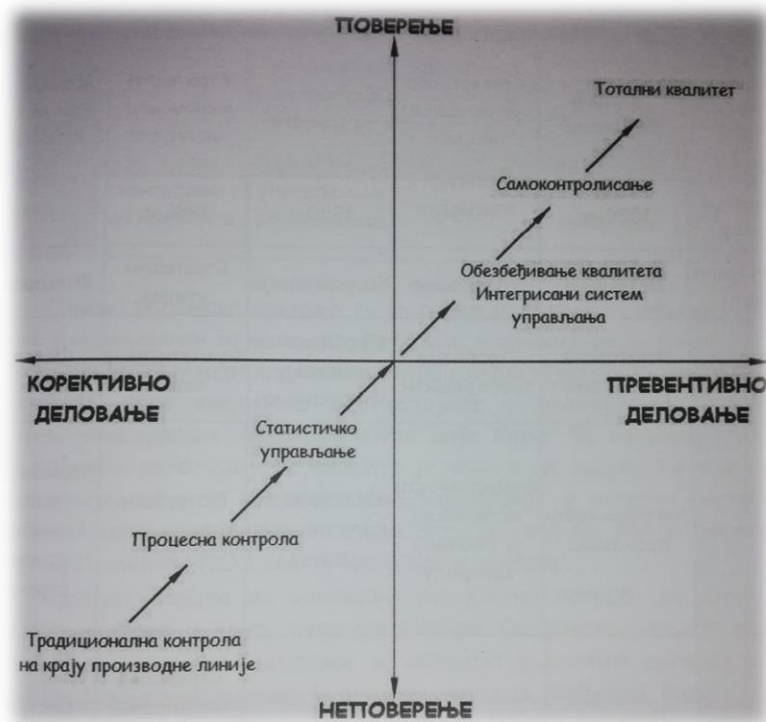 ПОВЕРЕЊЕ
Тотални квалитет
Самоконтролисање
Обезбеђивање квалитета
Интегрисани систем
управљања
КОРЕКТИВНО
ДЕЛОВАЊЕ
ПРЕВЕНТИВНО
ДЕЛОВАЊЕ
Статистичко
управљање
Процесна контрола
Традиционална контрола
на крају производне линије
НЕПОВЕРЕЊЕ